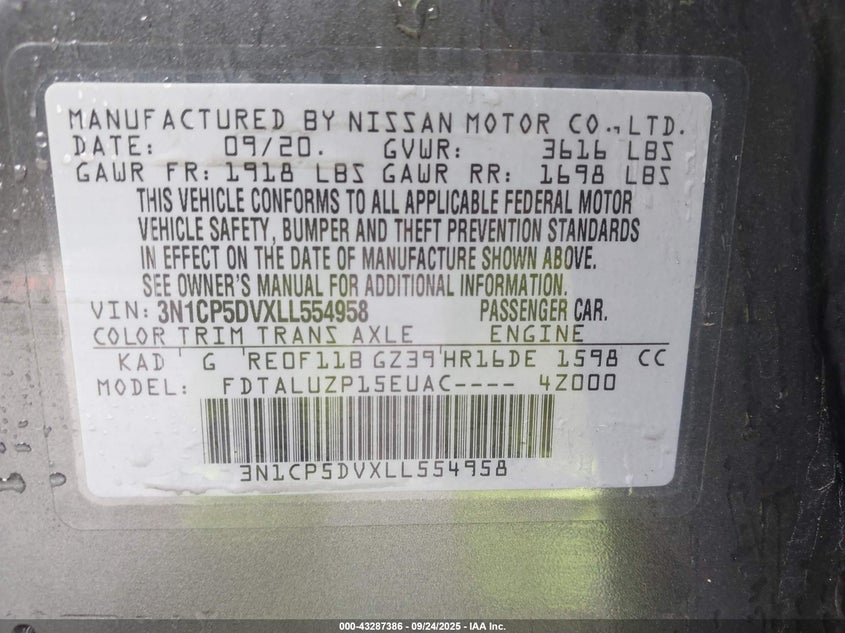 MANUFACTURED BY NISSAN MOTOR CO., LTD.
DATE: 09/20. GVWR: 3616 LBS
GAWR FR: 1918 LBS GAWR RR: 1698 LBS
THIS VEHICLE CONFORMS TO ALL APPLICABLE FEDERAL MOTOR
VEHICLE SAFETY, BUMPER AND THEFT PREVENTION STANDARDS
IN EFFECT ON THE DATE OF MANUFACTURE SHOWN ABOVE.
SEE OWNER'S MANUAL FOR ADDITIONAL INFORMATION.
VIN: 3N1CP5DVXLL554958 PASSENGER CAR.
COLOR TRIM TRANS AXLE ENGINE
KAD G RE0F11B GZ39 HR16DE 1598 CC
MODEL: FDTALUZP15EUAC---- 4Z000
3N1CP5DVXLL554958
000-43287386 - 09/24/2025 - IAA Inc.